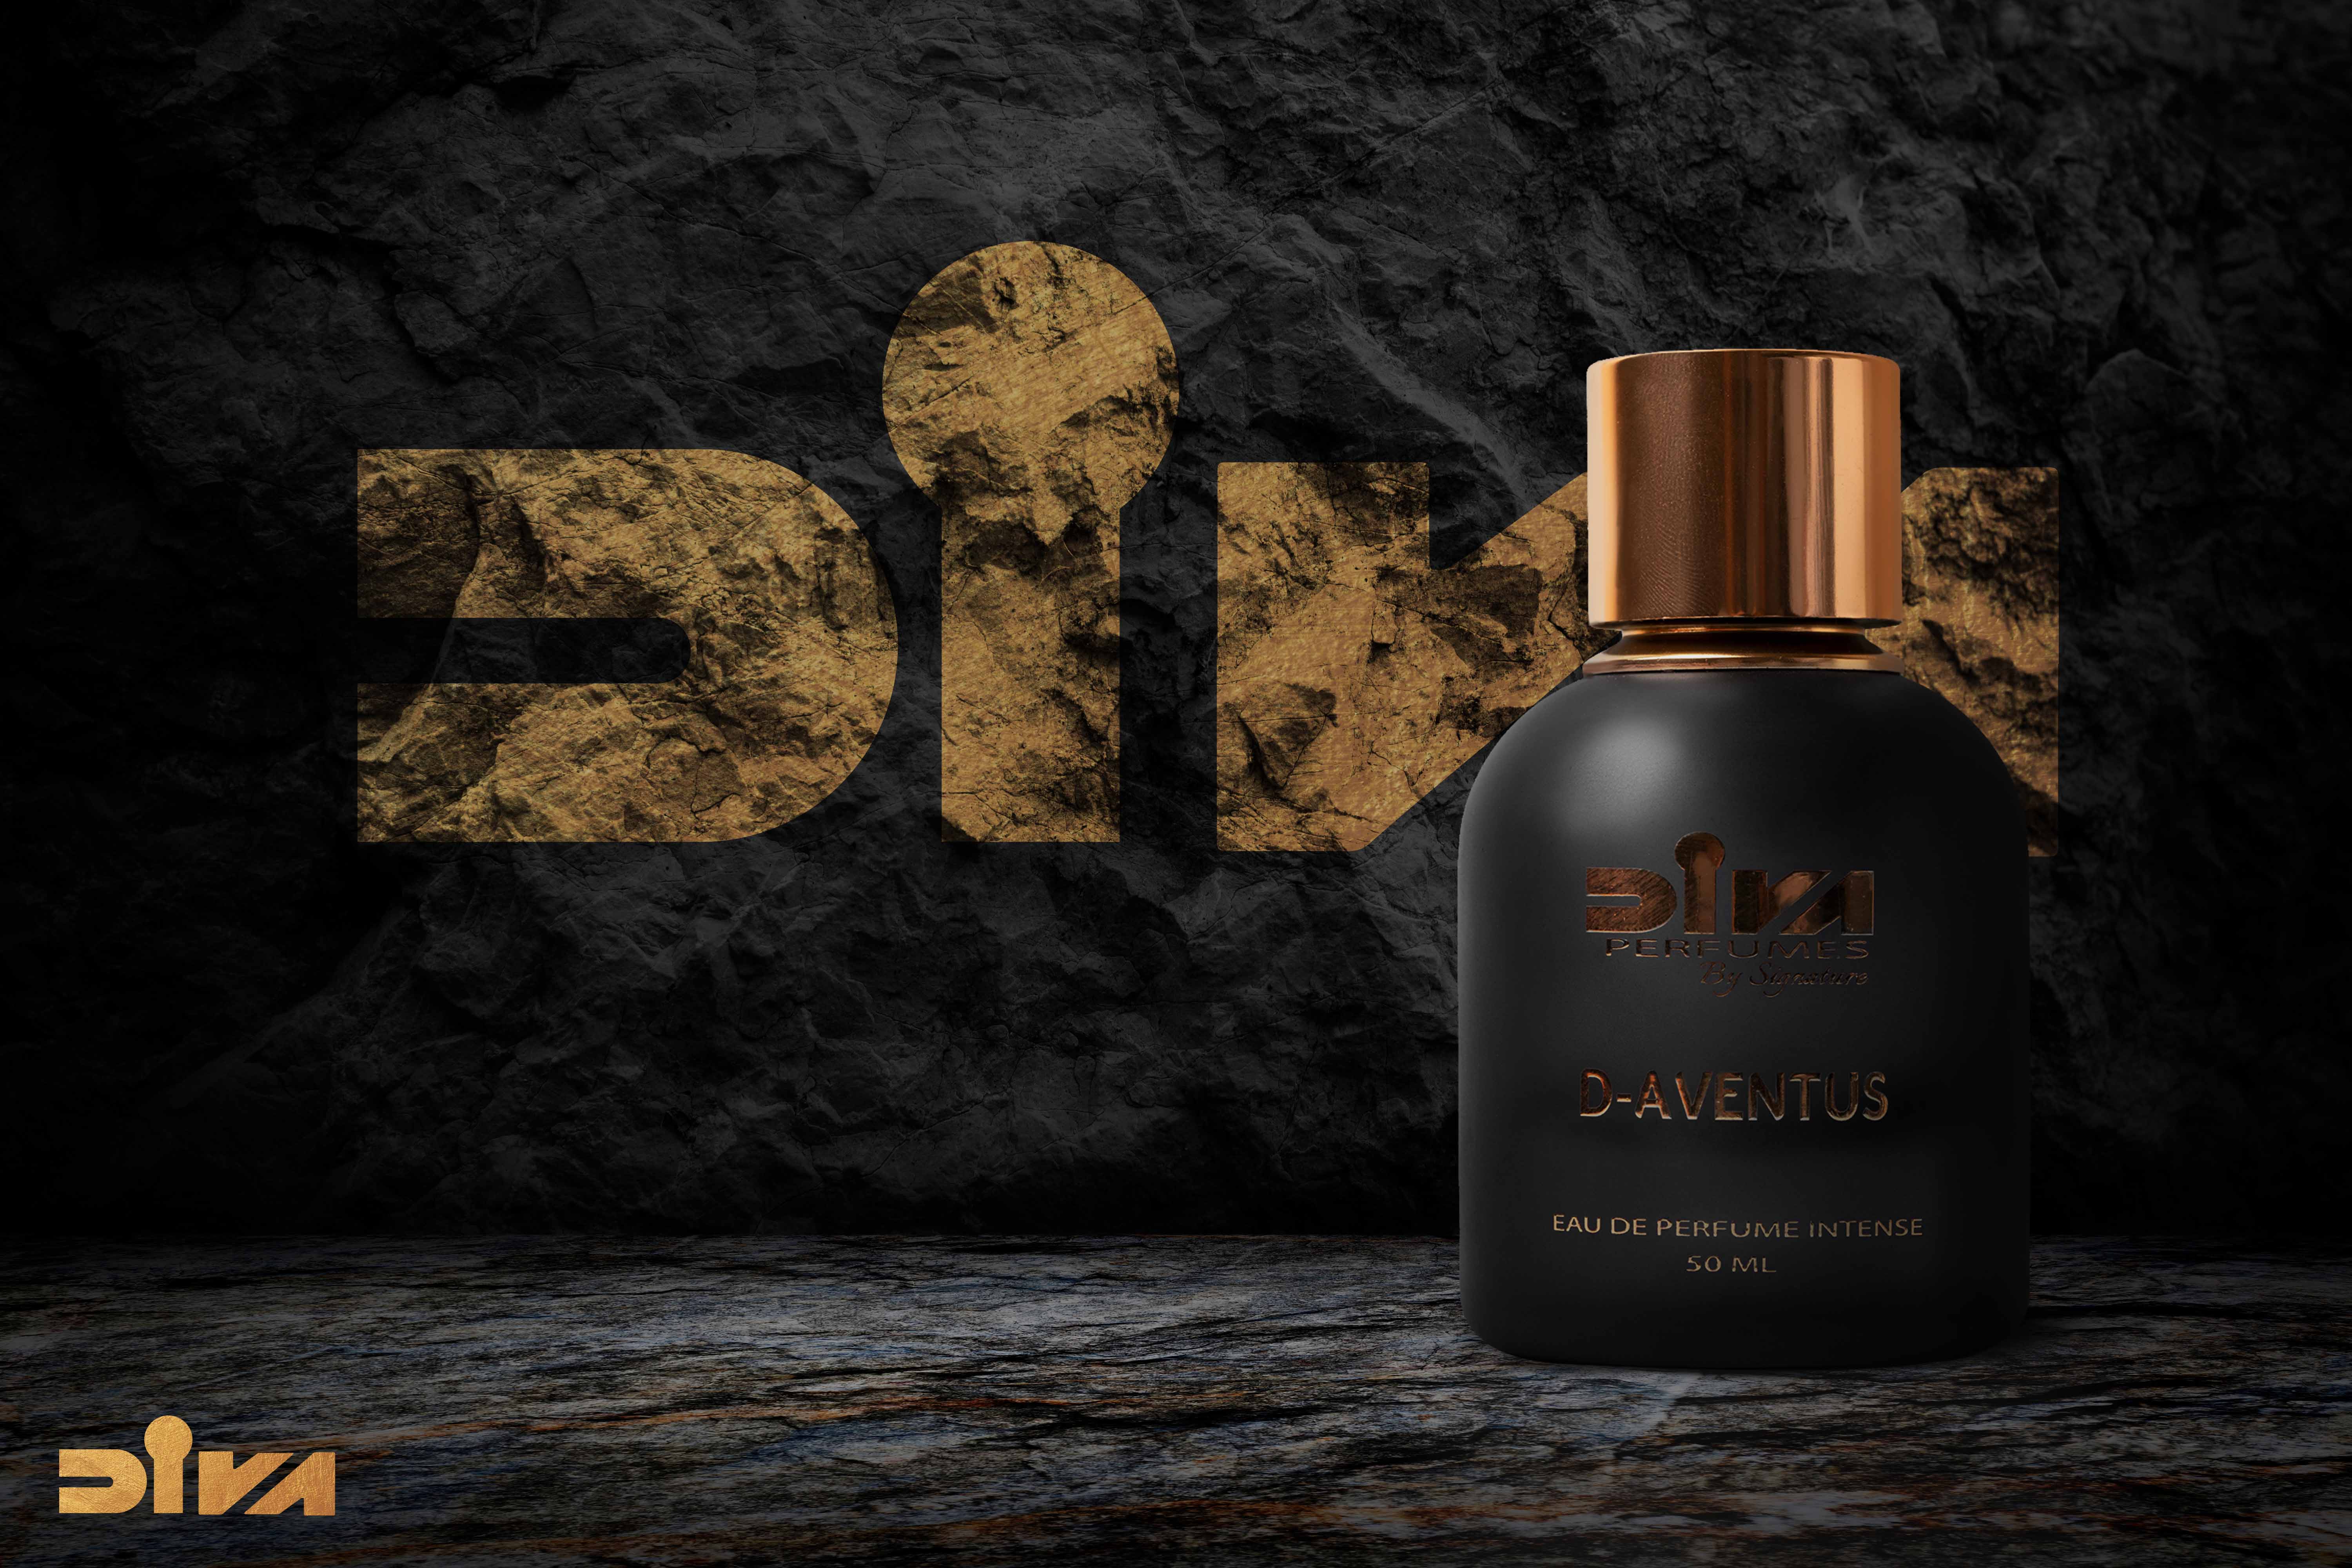 DIVA
DIVA
PERFUMES
By Signature
D-AVENTUS
EAU DE PERFUME INTENSE
50 ML
DIVA